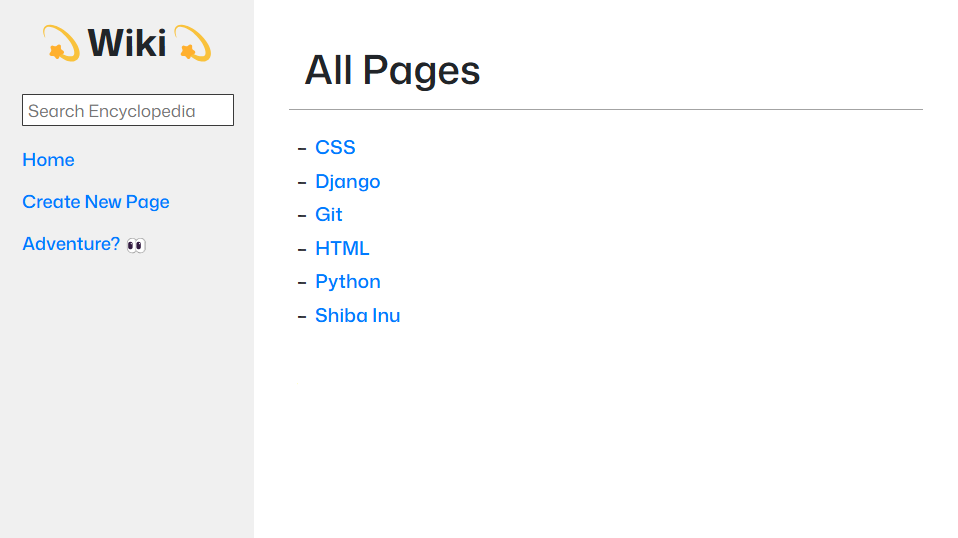 💫 Wiki 💫
Search Encyclopedia
Home
Create New Page
Adventure? 👀
All Pages
– CSS
– Django
– Git
– HTML
– Python
– Shiba Inu